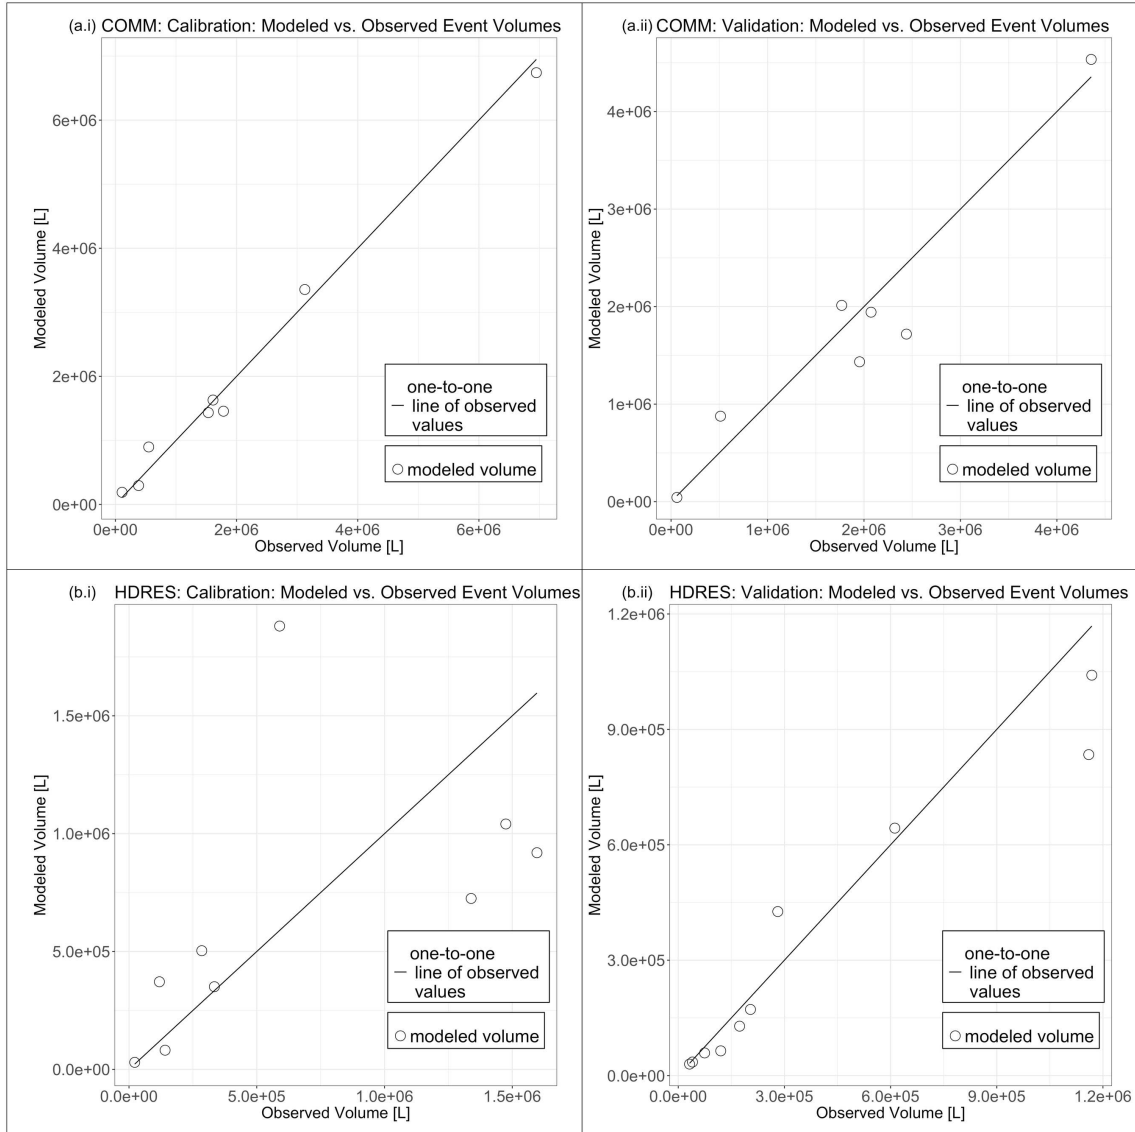 (a.i) COMM: Calibration: Modeled vs. Observed Event Volumes
6e+06
4e+06
2e+06
0e+00
Modeled Volume [L]
one-to-one
line of observed
values
modeled volume
0e+00 2e+06 4e+06 6e+06
Observed Volume [L]
(a.ii) COMM: Validation: Modeled vs. Observed Event Volumes
4e+06
3e+06
2e+06
1e+06
0e+00
Modeled Volume [L]
one-to-one
line of observed
values
modeled volume
0e+00 1e+06 2e+06 3e+06 4e+06
Observed Volume [L]
(b.i) HDRES: Calibration: Modeled vs. Observed Event Volumes
1.5e+06
1.0e+06
5.0e+05
0.0e+00
Modeled Volume [L]
one-to-one
line of observed
values
modeled volume
0.0e+00 5.0e+05 1.0e+06 1.5e+06
Observed Volume [L]
(b.ii) HDRES: Validation: Modeled vs. Observed Event Volumes
1.2e+06
9.0e+05
6.0e+05
3.0e+05
0.0e+00
Modeled Volume [L]
one-to-one
line of observed
values
modeled volume
0.0e+00 3.0e+05 6.0e+05 9.0e+05 1.2e+06
Observed Volume [L]